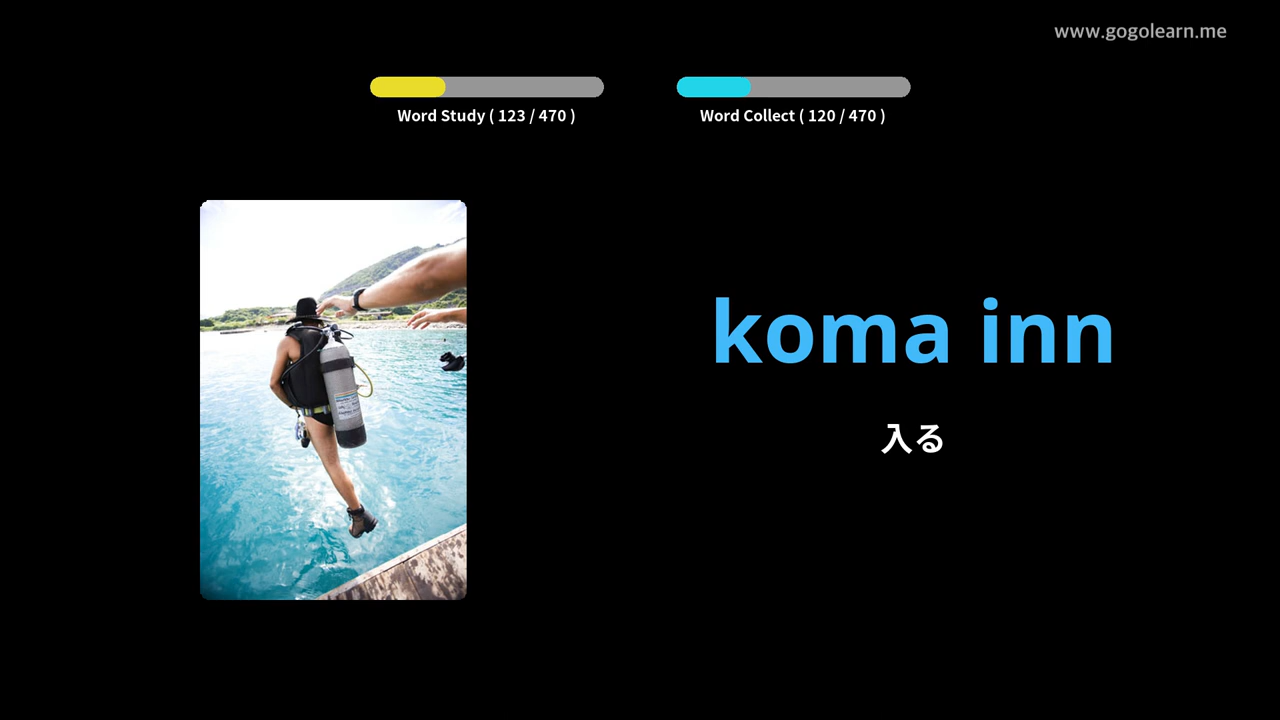 www.gogolearn.me
Word Study ( 123 / 470 )
Word Collect ( 120 / 470 )
koma inn
入る